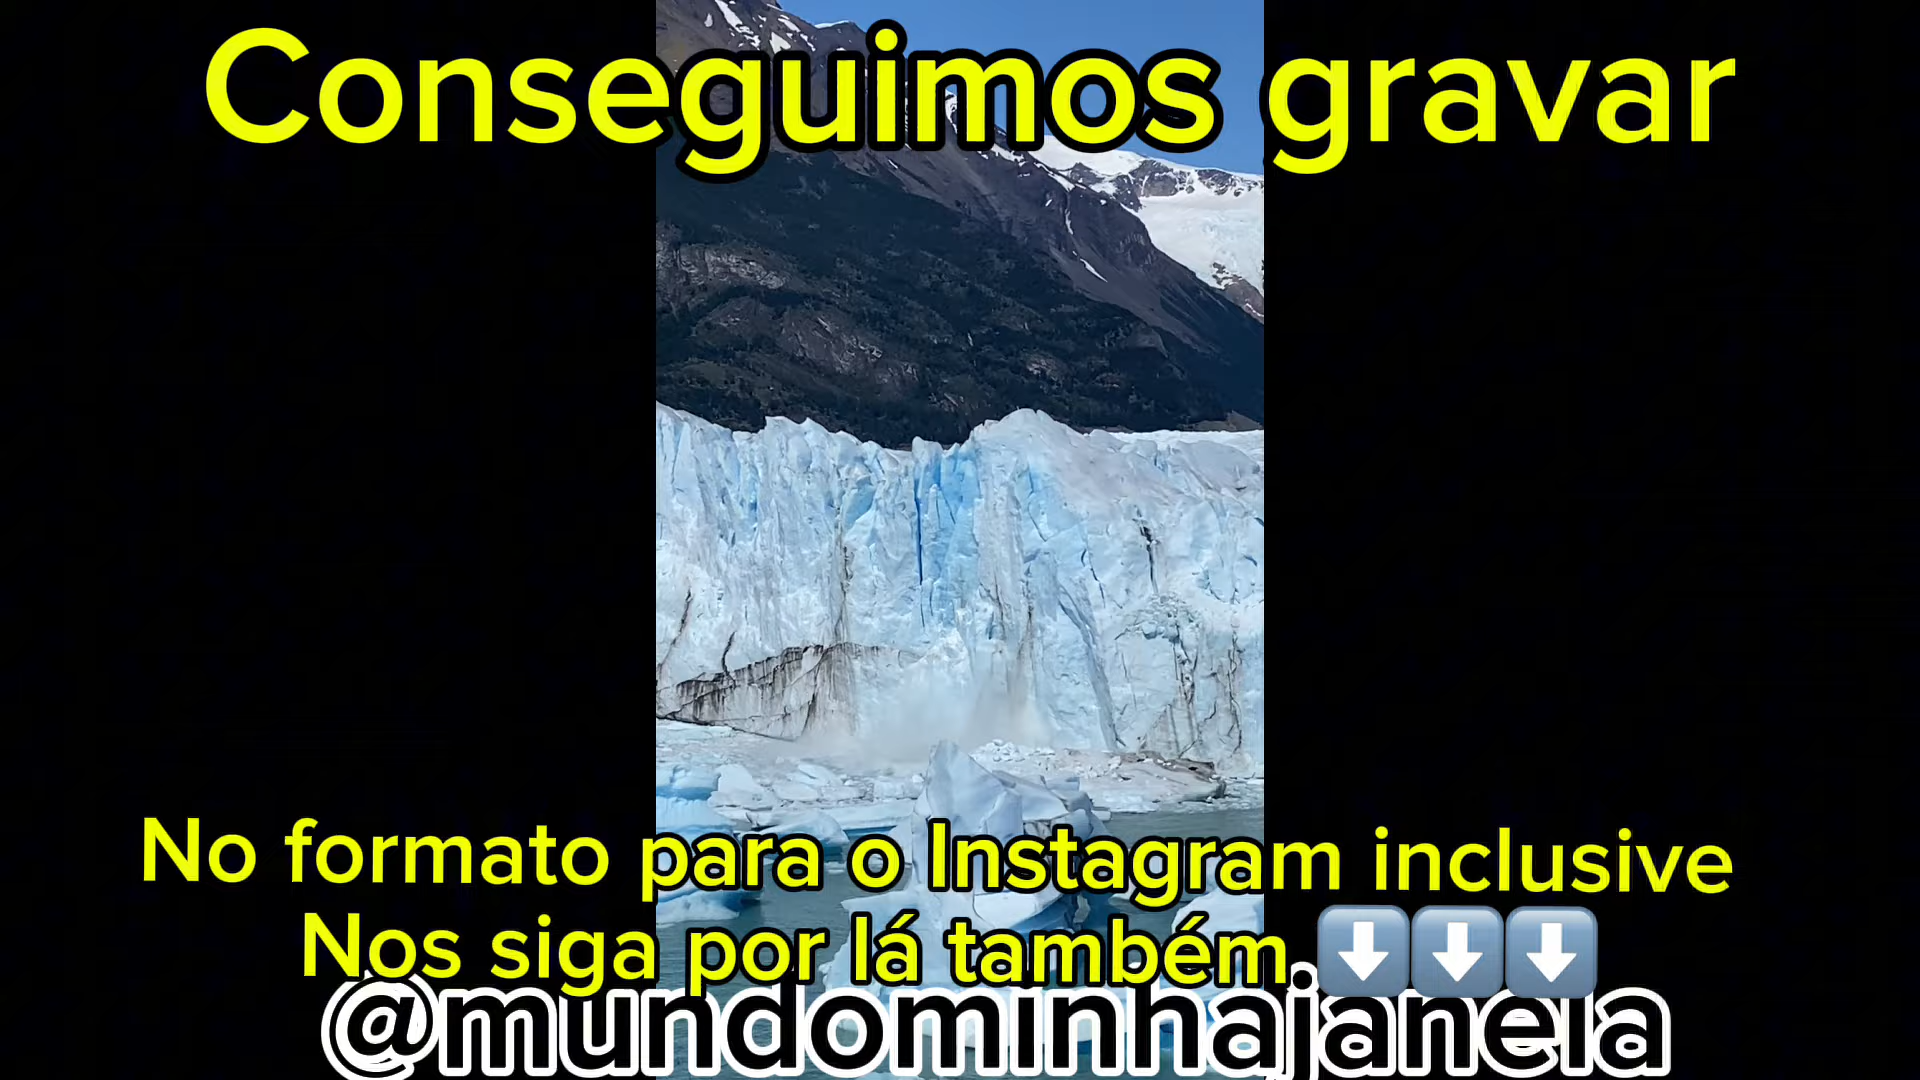 Conseguimos gravar
No formato para o Instagram inclusive
Nos siga por lá também ⬇️⬇️⬇️
@mundominhajanela